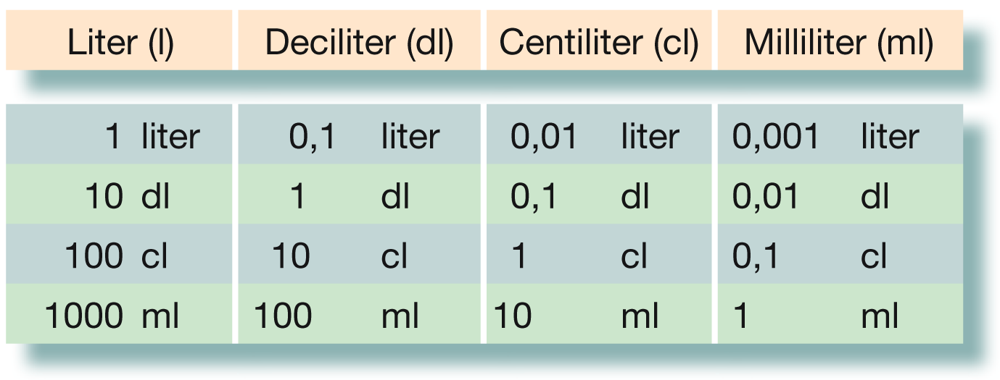 Liter (l) Deciliter (dl) Centiliter (cl) Milliliter (ml)
1 liter 0,1 liter 0,01 liter 0,001 liter
10 dl 1 dl 0,1 dl 0,01 dl
100 cl 10 cl 1 cl 0,1 cl
1000 ml 100 ml 10 ml 1 ml